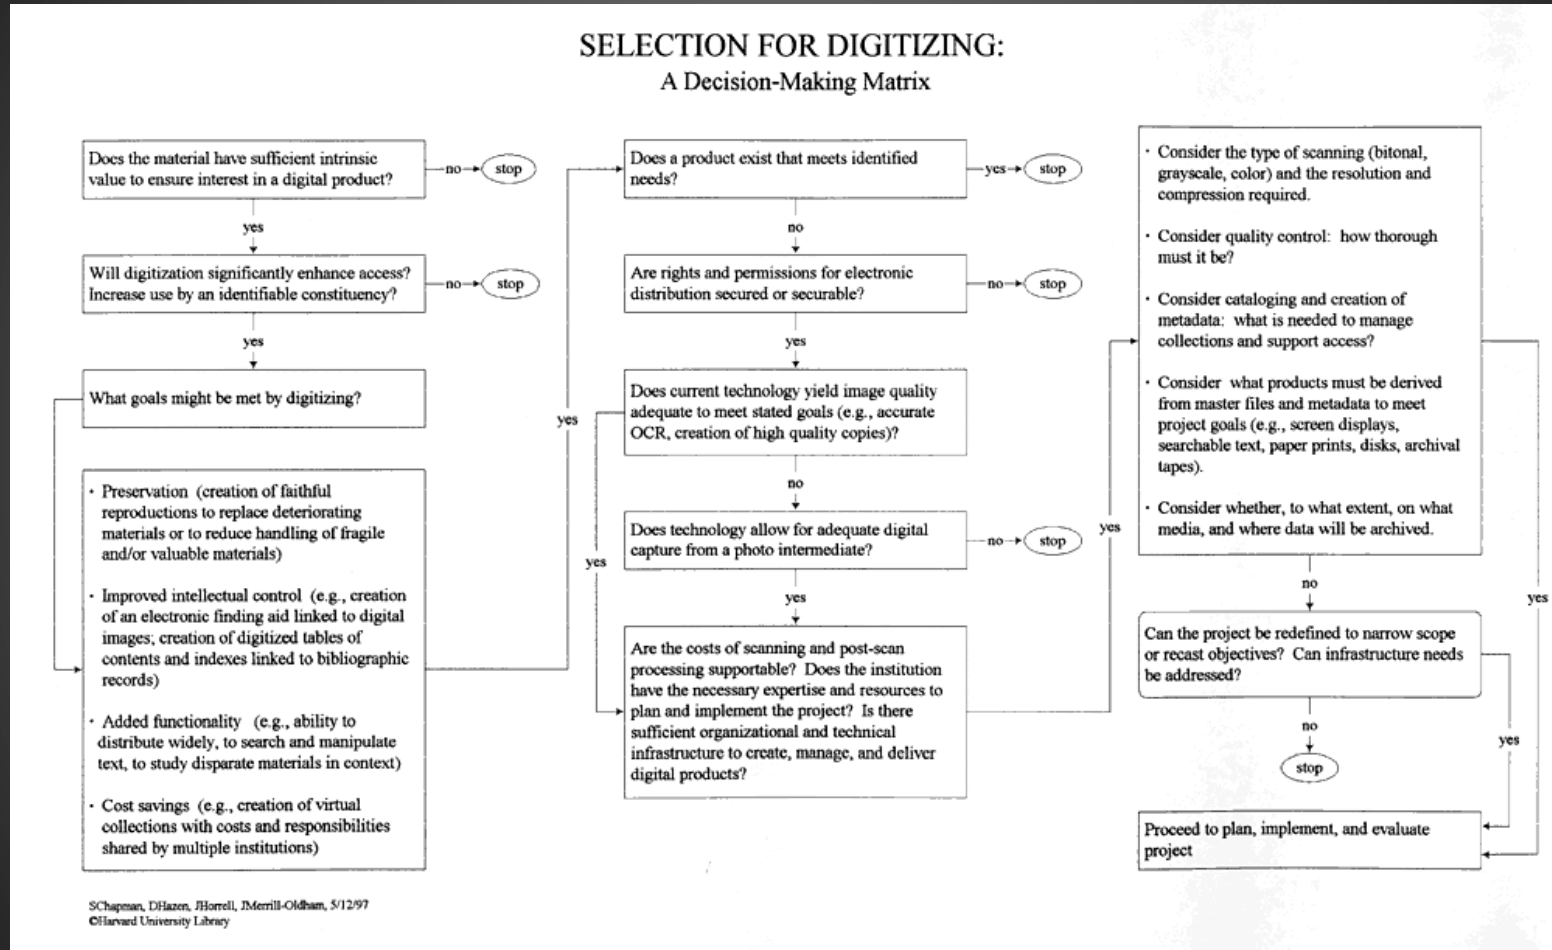 SELECTION FOR DIGITIZING:
A Decision-Making Matrix
Does the material have sufficient intrinsic
value to ensure interest in a digital product?
no
stop
yes
Will digitization significantly enhance access?
Increase use by an identifiable constituency?
no
stop
yes
What goals might be met by digitizing?
· Preservation (creation of faithful
reproductions to replace deteriorating
materials or to reduce handling of fragile
and/or valuable materials)
· Improved intellectual control (e.g., creation
of an electronic finding aid linked to digital
images; creation of digitized tables of
contents and indexes linked to bibliographic
records)
· Added functionality (e.g., ability to
distribute widely, to search and manipulate
text, to study disparate materials in context)
· Cost savings (e.g., creation of virtual
collections with costs and responsibilities
shared by multiple institutions)
yes
Does a product exist that meets identified
needs?
yes
stop
no
Are rights and permissions for electronic
distribution secured or securable?
no
stop
yes
Does current technology yield image quality
adequate to meet stated goals (e.g., accurate
OCR, creation of high quality copies)?
no
yes
Does technology allow for adequate digital
capture from a photo intermediate?
no
stop
yes
Are the costs of scanning and post-scan
processing supportable? Does the institution
have the necessary expertise and resources to
plan and implement the project? Is there
sufficient organizational and technical
infrastructure to create, manage, and deliver
digital products?
yes
· Consider the type of scanning (bitonal,
grayscale, color) and the resolution and
compression required.
· Consider quality control: how thorough
must it be?
· Consider cataloging and creation of
metadata: what is needed to manage
collections and support access?
· Consider what products must be derived
from master files and metadata to meet
project goals (e.g., screen displays,
searchable text, paper prints, disks, archival
tapes).
· Consider whether, to what extent, on what
media, and where data will be archived.
no
yes
Can the project be redefined to narrow scope
or recast objectives? Can infrastructure needs
be addressed?
no
yes
stop
Proceed to plan, implement, and evaluate
project
SChapman, DHazen, JHorrell, JMerrill-Oldham, 5/12/97
©Harvard University Library